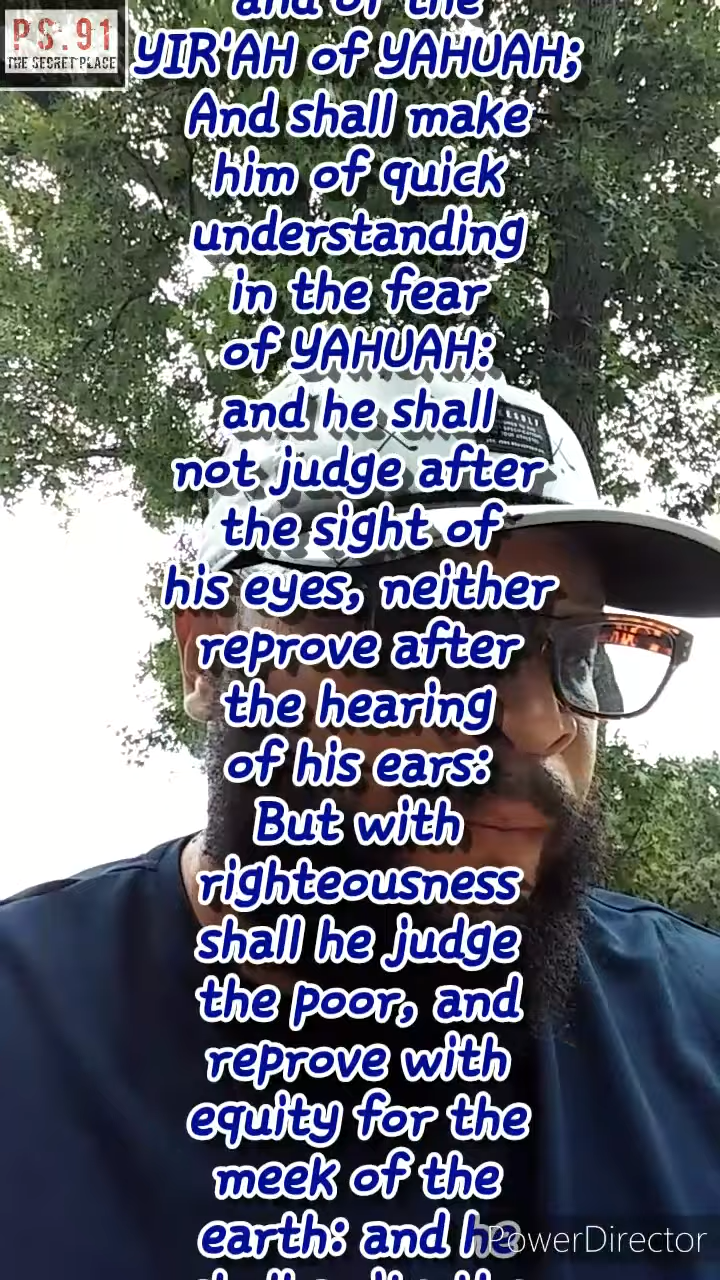 PS.91
THE SECRET PLACE
and of the
YIR'AH of YAHUAH;
And shall make
him of quick
understanding
in the fear
of YAHUAH:
and he shall
not judge after
the sight of
his eyes, neither
reprove after
the hearing
of his ears:
But with
righteousness
shall he judge
the poor, and
reprove with
equity for the
meek of the
earth: and he
PowerDirector